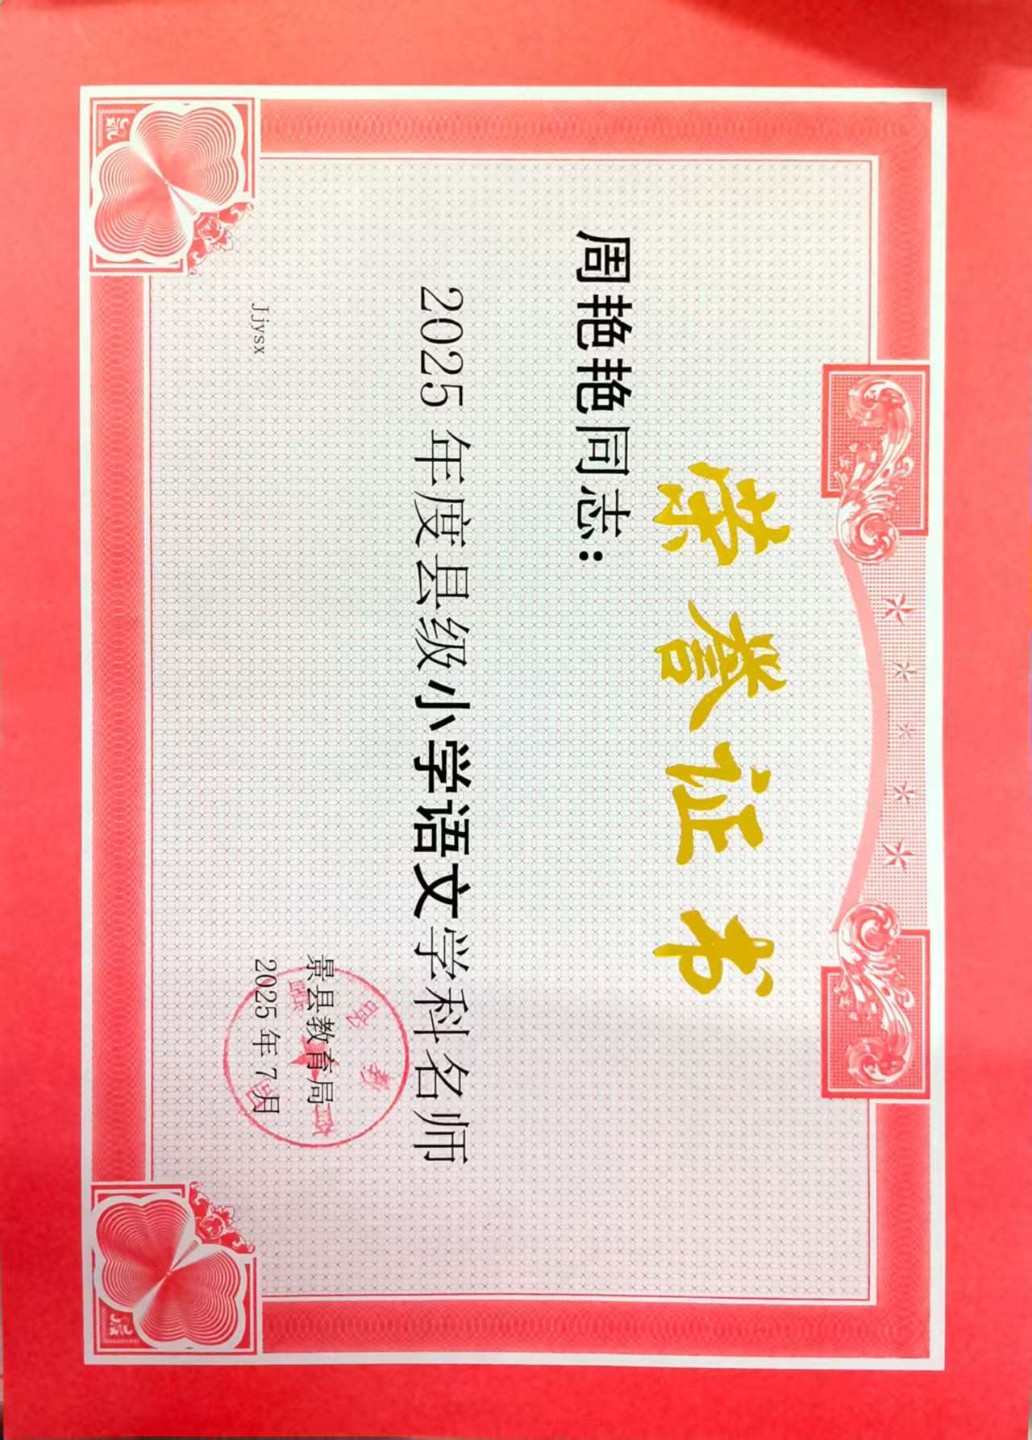 荣誉证书
周艳艳同志：
2025年度县级小学语文学科名师
景县教育局
2025年7月
Jjysx